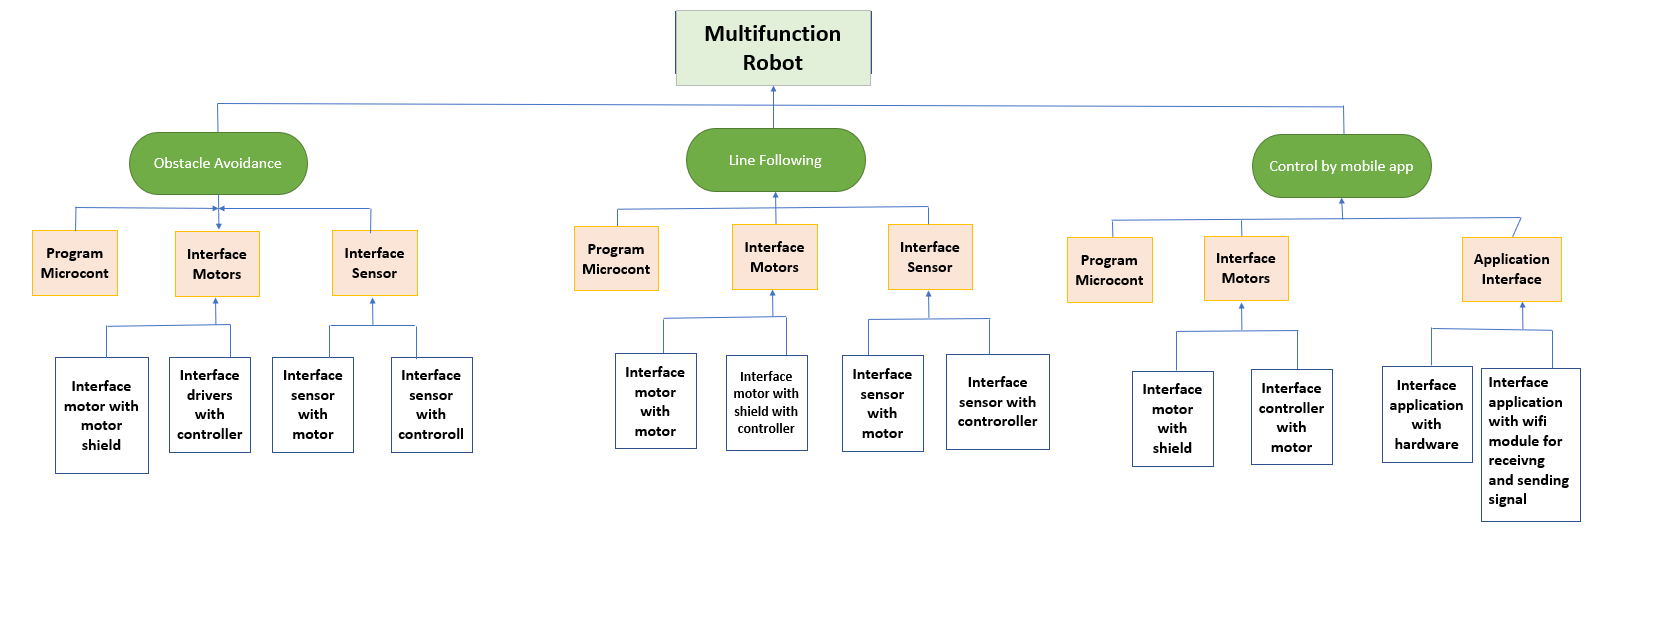 Multifunction
Robot
Obstacle Avoidance
Line Following
Control by mobile app
Program
Microcont
Interface
Motors
Interface
Sensor
Program
Microcont
Interface
Motors
Interface
Sensor
Program
Microcont
Interface
Motors
Application
Interface
Interface
motor with
motor
shield
Interface
drivers
with
controller
Interface
sensor
with
motor
Interface
sensor
with
controroll
Interface
motor
with
motor
Interface
motor with
shield with
controller
Interface
sensor
with
motor
Interface
sensor with
controroller
Interface
motor
with
shield
Interface
controller
with
motor
Interface
application
with
hardware
Interface
application
with wifi
module for
receivng
and sending
signal